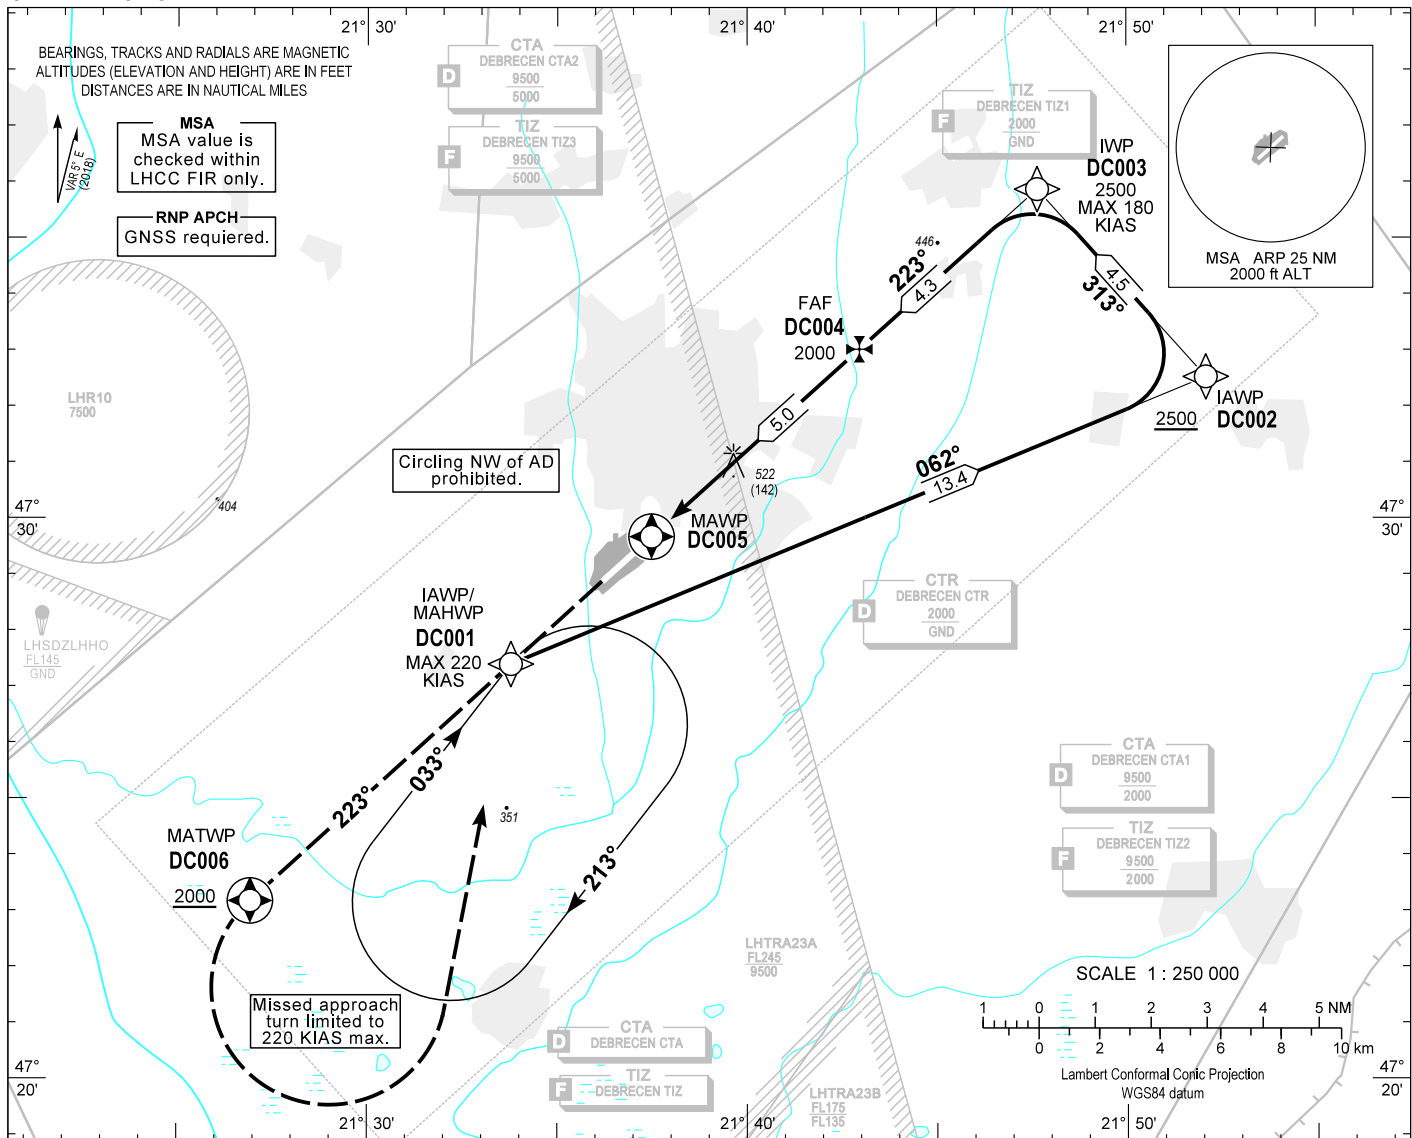 21° 30'
21° 40'
21° 50'
BEARINGS, TRACKS AND RADIALS ARE MAGNETIC
ALTITUDES (ELEVATION AND HEIGHT) ARE IN FEET
DISTANCES ARE IN NAUTICAL MILES
VAR 5° E
(2018)
MSA
MSA value is
checked within
LHCC FIR only.
RNP APCH
GNSS requiered.
CTA
D
DEBRECEN CTA2
9500
5000
TIZ
F
DEBRECEN TIZ3
9500
5000
TIZ
F
DEBRECEN TIZ1
2000
GND
IWP
DC003
2500
MAX 180
KIAS
MSA ARP 25 NM
2000 ft ALT
446
223°
4.3
4.5
313°
FAF
DC004
2000
IAWP
DC002
2500
LHR10
7500
5.0
Circling NW of AD
prohibited.
522
(142)
062°
13.4
404
47°
30'
47°
30'
MAWP
DC005
IAWP/
MAHWP
DC001
MAX 220
KIAS
CTR
D
DEBRECEN CTR
2000
GND
LHSDZLHHO
FL145
GND
033°
223°
351
213°
MATWP
DC006
2000
CTA
D
DEBRECEN CTA1
9500
2000
TIZ
F
DEBRECEN TIZ2
9500
2000
LHTRA23A
FL245
9500
Missed approach
turn limited to
220 KIAS max.
CTA
D
DEBRECEN CTA
TIZ
F
DEBRECEN TIZ
LHTRA23B
FL175
FL135
SCALE 1 : 250 000
1 0 1 2 3 4 5 NM
0 2 4 6 8 10 km
Lambert Conformal Conic Projection
WGS84 datum
47°
20'
47°
20'
21° 30'
21° 40'
21° 50'